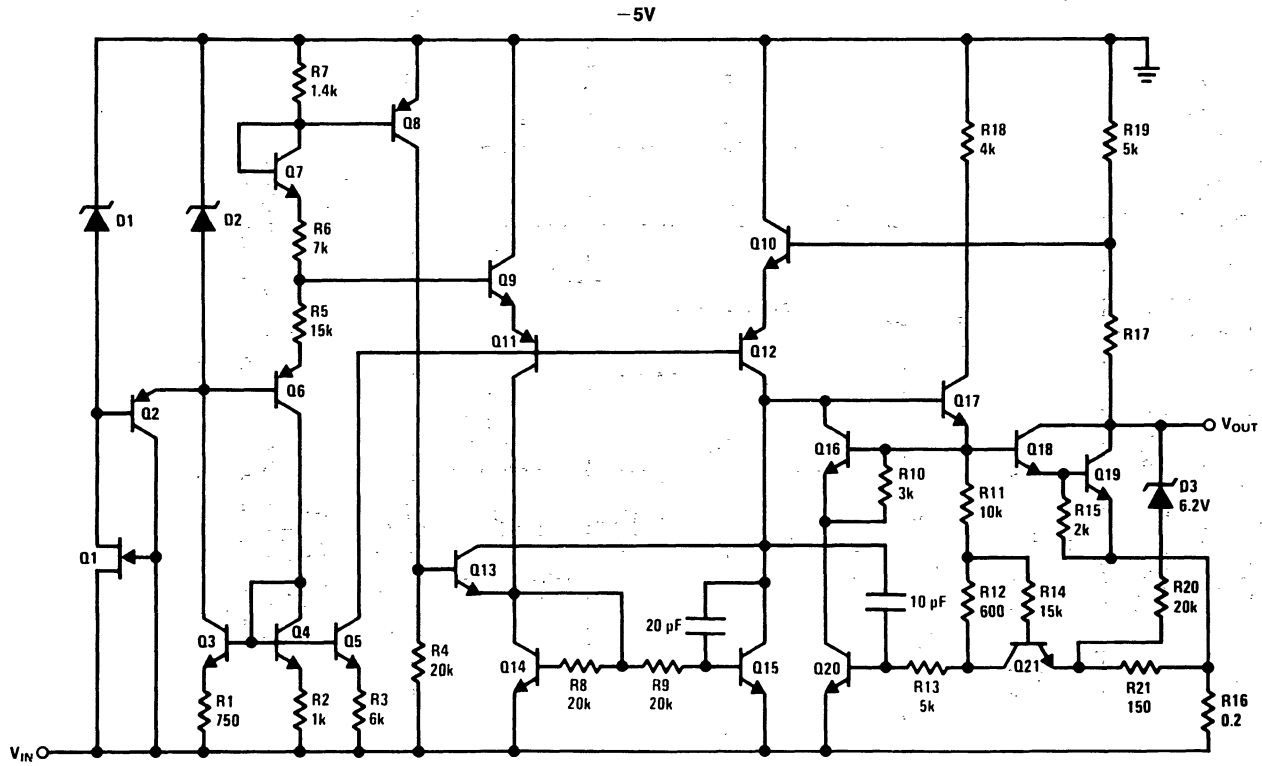 −5V
R7
1.4k
Q8
R18
4k
R19
5k
Q7
D1
D2
R6
7k
Q10
Q9
R5
15k
R17
Q11
Q12
Q6
Q2
Q17
VOUT
Q16
Q18
Q19
R10
3k
R11
10k
D3
6.2V
R15
2k
Q1
Q13
R12
600
R14
15k
R20
20k
10 pF
20 pF
Q3
Q4
Q5
R4
20k
Q14
R8
20k
R9
20k
Q15
Q20
R13
5k
Q21
R21
150
R16
0.2
R1
750
R2
1k
R3
6k
VIN